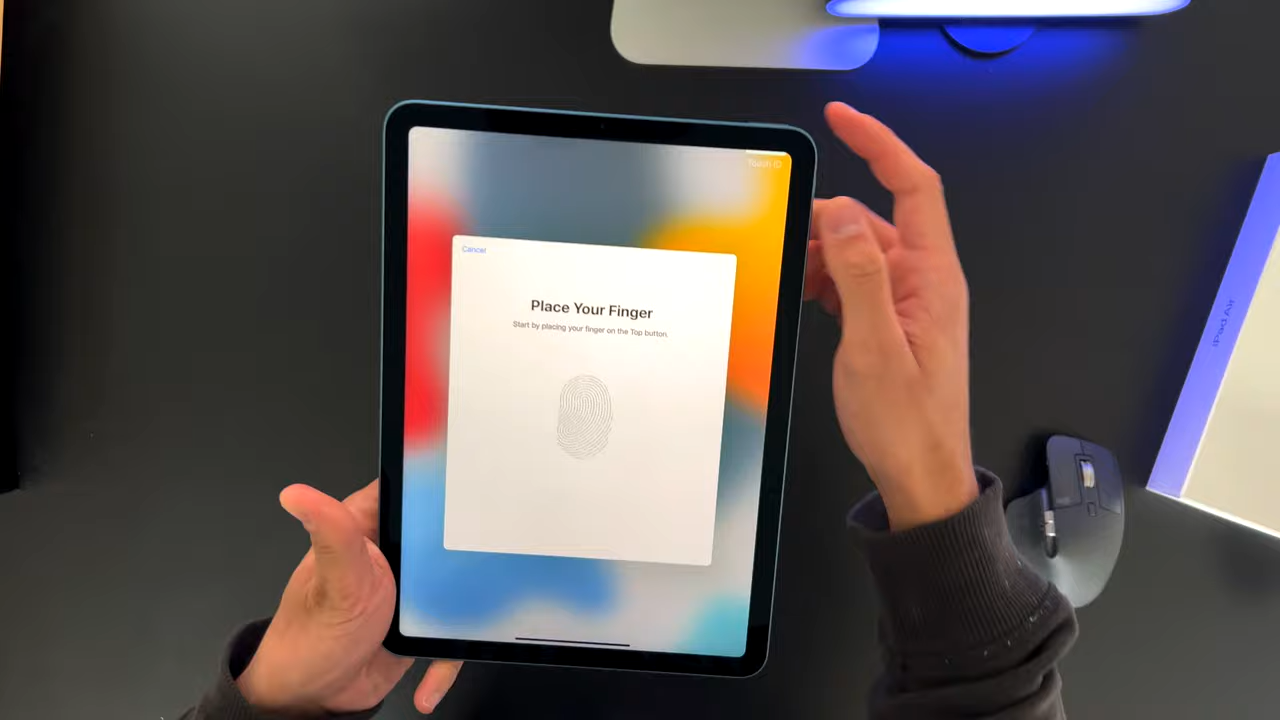 Touch ID
Cancel
Place Your Finger
Start by placing your finger on the Top button.
iPad Air